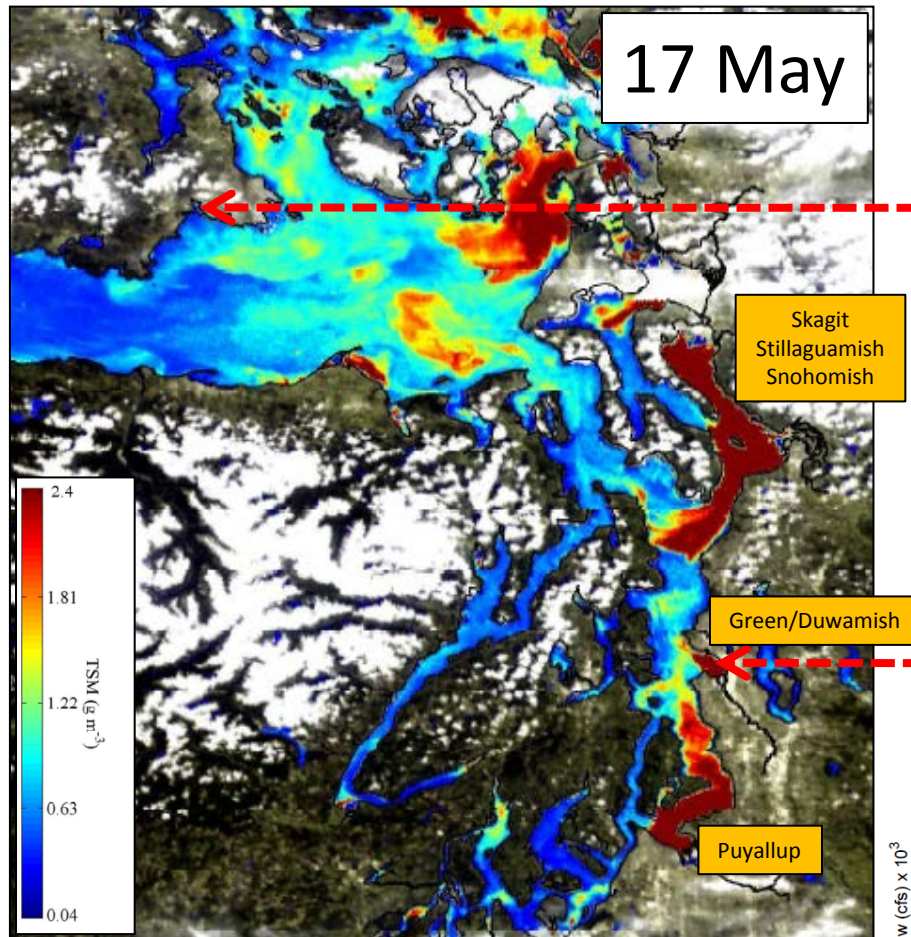 17 May
Skagit
Stillaguamish
Snohomish
2.4
1.81
1.22
0.63
0.04
TSM (g m⁻³)
Green/Duwamish
Puyallup
w (cfs) x 10³